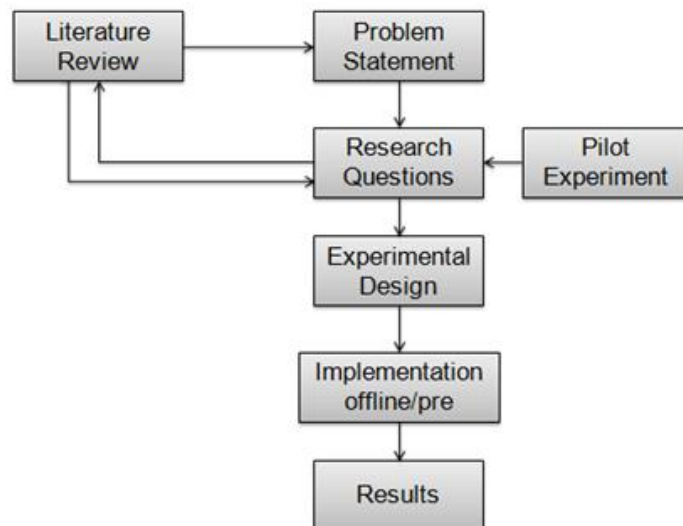 Literature
Review
Problem
Statement
Research
Questions
Pilot
Experiment
Experimental
Design
Implementation
offline/pre
Results